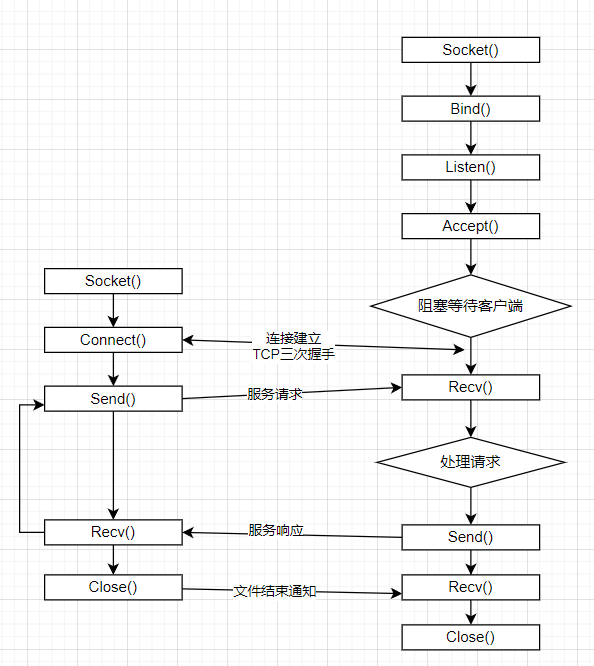 Socket()
Bind()
Listen()
Accept()
阻塞等待客户端
Socket()
Connect()
连接建立
TCP三次握手
Send()
服务请求
Recv()
处理请求
Recv()
服务响应
Send()
Close()
文件结束通知
Recv()
Close()